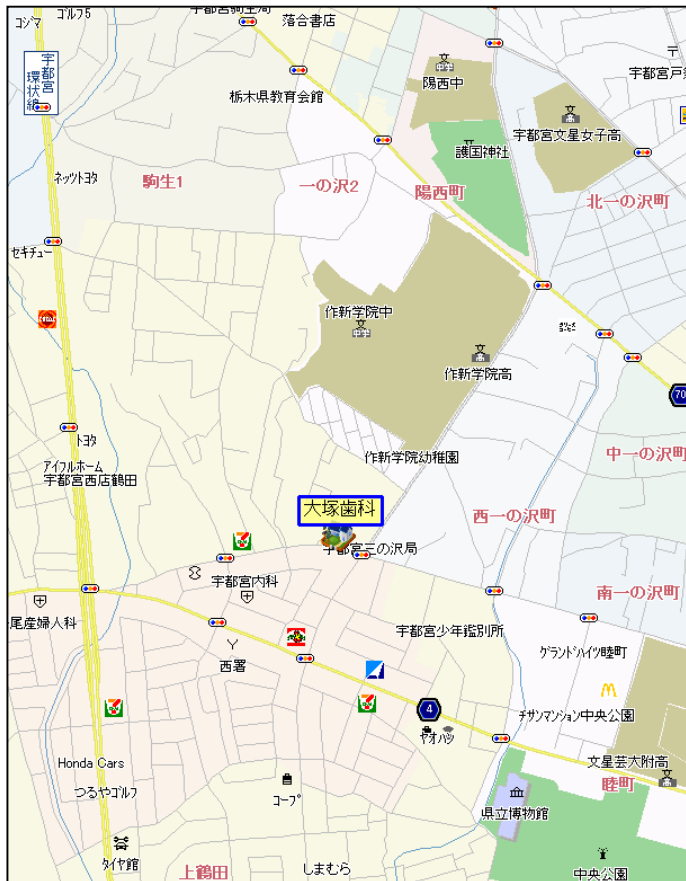 コジマ
ゴルフ5
宇都宮駒生局
落合書店
宇都宮
環状線
栃木県教育会館
陽西中
宇都宮文星女子高
護国神社
ネッツトヨタ
駒生1
一の沢2
陽西町
北一の沢町
セキチュー
作新学院中
作新学院高
70
トヨタ
アイフルホーム
宇都宮西店鶴田
作新学院幼稚園
中一の沢町
大塚歯科
西一の沢町
宇都宮三の沢局
宇都宮内科
南一の沢町
尾産婦人科
宇都宮少年鑑別所
西署
グランドハイツ睦町
4
チサンマンション中央公園
ヤオハン
Honda Cars
文星芸大附高
つるやゴルフ
コープ
睦町
県立博物館
タイヤ館
しまむら
上鶴田
中央公園